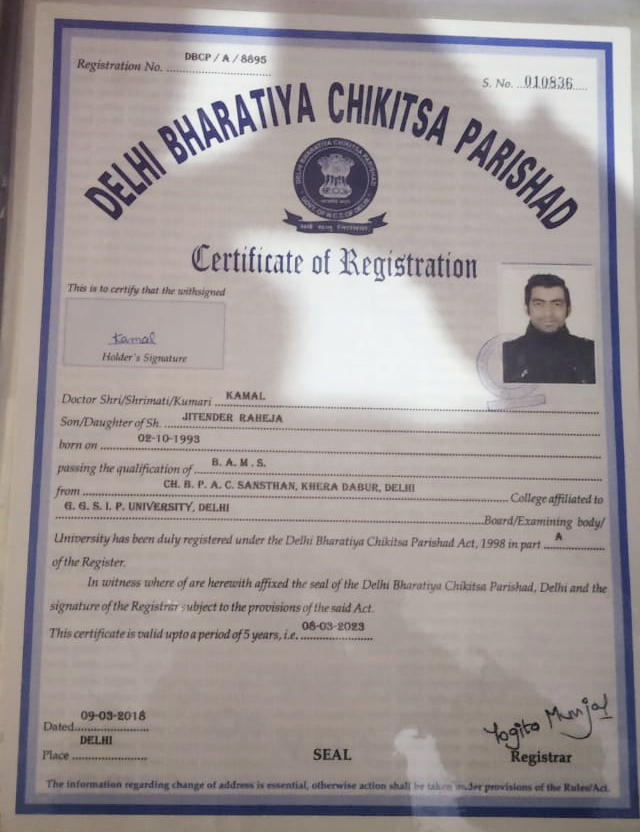 Registration No. DBCP / A / 8895
S. No. 010836
DELHI BHARATIYA CHIKITSA PARISHAD
DELHI BHARATIYA CHIKITSA PARISHAD
GOVT. OF N.C.T. OF DELHI
Certificate of Registration
This is to certify that the withsigned
Kamal
Holder's Signature
Doctor Shri/Shrimati/Kumari KAMAL
Son/Daughter of Sh. JITENDER RAHEJA
born on 02-10-1993
passing the qualification of B. A. M. S.
from CH. B. P. A. C. SANSTHAN, KHERA DABUR, DELHI College affiliated to
G. G. S. I. P. UNIVERSITY, DELHI Board/Examining body/
University has been duly registered under the Delhi Bharatiya Chikitsa Parishad Act, 1998 in part A
of the Register.
In witness where of are herewith affixed the seal of the Delhi Bharatiya Chikitsa Parishad, Delhi and the
signature of the Registrar subject to the provisions of the said Act.
This certificate is valid upto a period of 5 years, i.e. 08-03-2023
Dated 09-03-2018
Place DELHI
SEAL
Yogita Munjal
Registrar
The information regarding change of address is essential, otherwise action shall be taken under provisions of the Rules/Act.